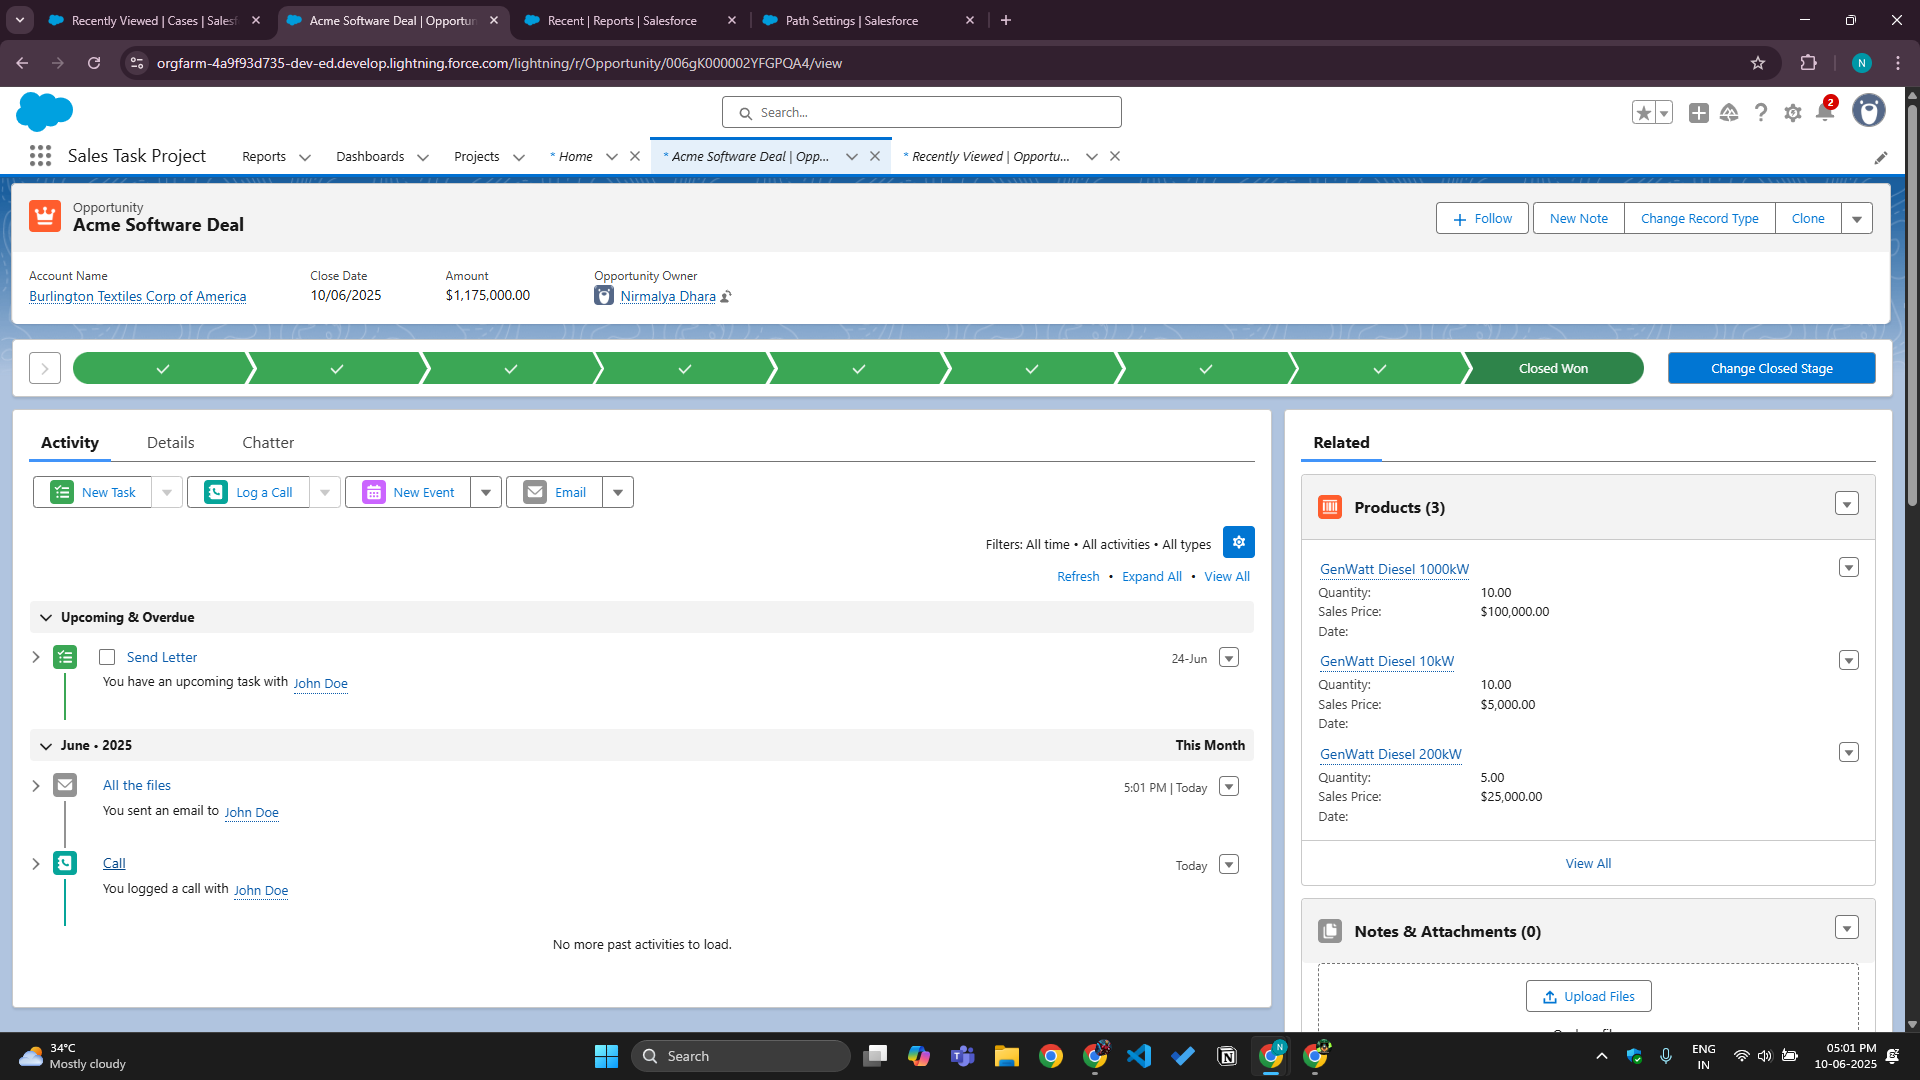 Recently Viewed | Cases | Salesf
Acme Software Deal | Opportun
Recent | Reports | Salesforce
Path Settings | Salesforce
orgfarm-4a9f93d735-dev-ed.develop.lightning.force.com/lightning/r/Opportunity/006gK000002YFGPQA4/view
N
Search...
2
Sales Task Project
Reports
Dashboards
Projects
* Home
* Acme Software Deal | Opp...
* Recently Viewed | Opportu...
Opportunity
Acme Software Deal
Follow
New Note
Change Record Type
Clone
Account Name
Close Date
Amount
Opportunity Owner
Burlington Textiles Corp of America
10/06/2025
$1,175,000.00
Nirmalya Dhara
Closed Won
Change Closed Stage
Activity
Details
Chatter
New Task
Log a Call
New Event
Email
Filters: All time • All activities • All types
Refresh • Expand All • View All
Upcoming & Overdue
Send Letter
24-Jun
You have an upcoming task with John Doe
June • 2025
This Month
All the files
5:01 PM | Today
You sent an email to John Doe
Call
Today
You logged a call with John Doe
No more past activities to load.
Related
Products (3)
GenWatt Diesel 1000kW
Quantity: 10.00
Sales Price: $100,000.00
Date:
GenWatt Diesel 10kW
Quantity: 10.00
Sales Price: $5,000.00
Date:
GenWatt Diesel 200kW
Quantity: 5.00
Sales Price: $25,000.00
Date:
View All
Notes & Attachments (0)
Upload Files
34°C
Mostly cloudy
Search
N
ENG
IN
05:01 PM
10-06-2025